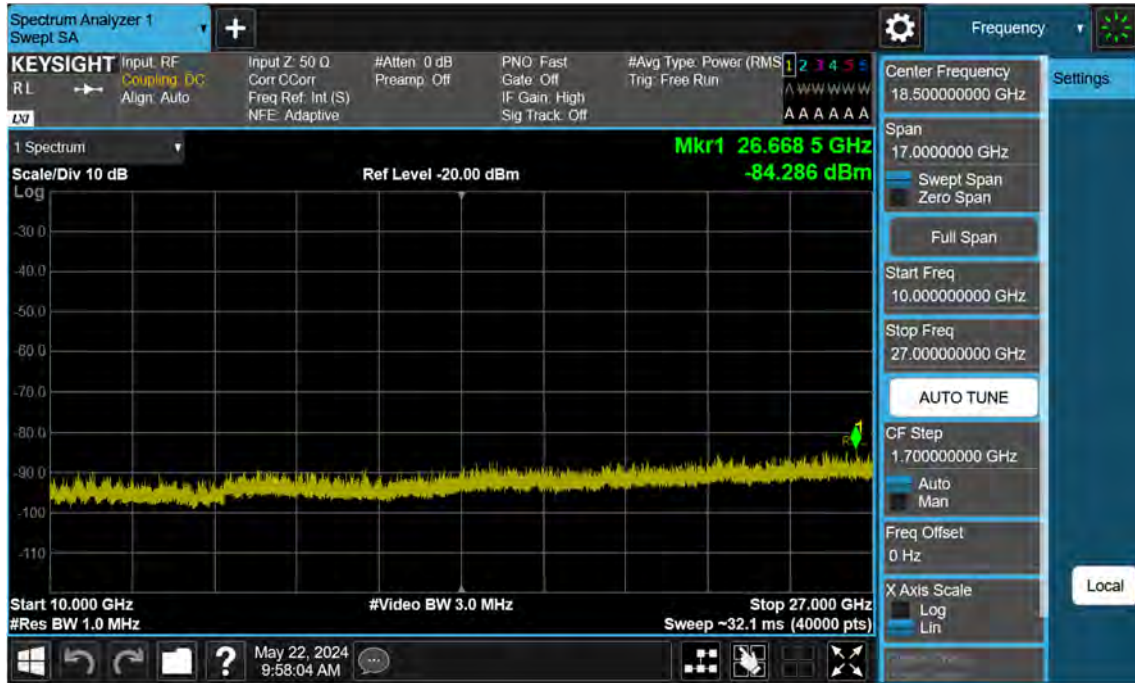 Spectrum Analyzer 1
Swept SA
Frequency
KEYSIGHT
RL
LXI
Input: RF
Coupling: DC
Align: Auto
Input Z: 50 Ω
Corr CCorr
Freq Ref: Int (S)
NFE: Adaptive
#Atten: 0 dB
Preamp: Off
PNO: Fast
Gate: Off
IF Gain: High
Sig Track: Off
#Avg Type: Power (RMS
Trig: Free Run
1 2 3 4 5
A W W W W W
A A A A A A
1 Spectrum
Scale/Div 10 dB
Log
Ref Level -20.00 dBm
Mkr1 26.668 5 GHz
-84.286 dBm
-30.0
-40.0
-50.0
-60.0
-70.0
-80.0
-90.0
-100
-110
1
Start 10.000 GHz
#Res BW 1.0 MHz
#Video BW 3.0 MHz
Stop 27.000 GHz
Sweep ~32.1 ms (40000 pts)
Center Frequency
18.500000000 GHz
Span
17.0000000 GHz
Swept Span
Zero Span
Full Span
Start Freq
10.000000000 GHz
Stop Freq
27.000000000 GHz
AUTO TUNE
CF Step
1.700000000 GHz
Auto
Man
Freq Offset
0 Hz
X Axis Scale
Log
Lin
Settings
Local
?
May 22, 2024
9:58:04 AM